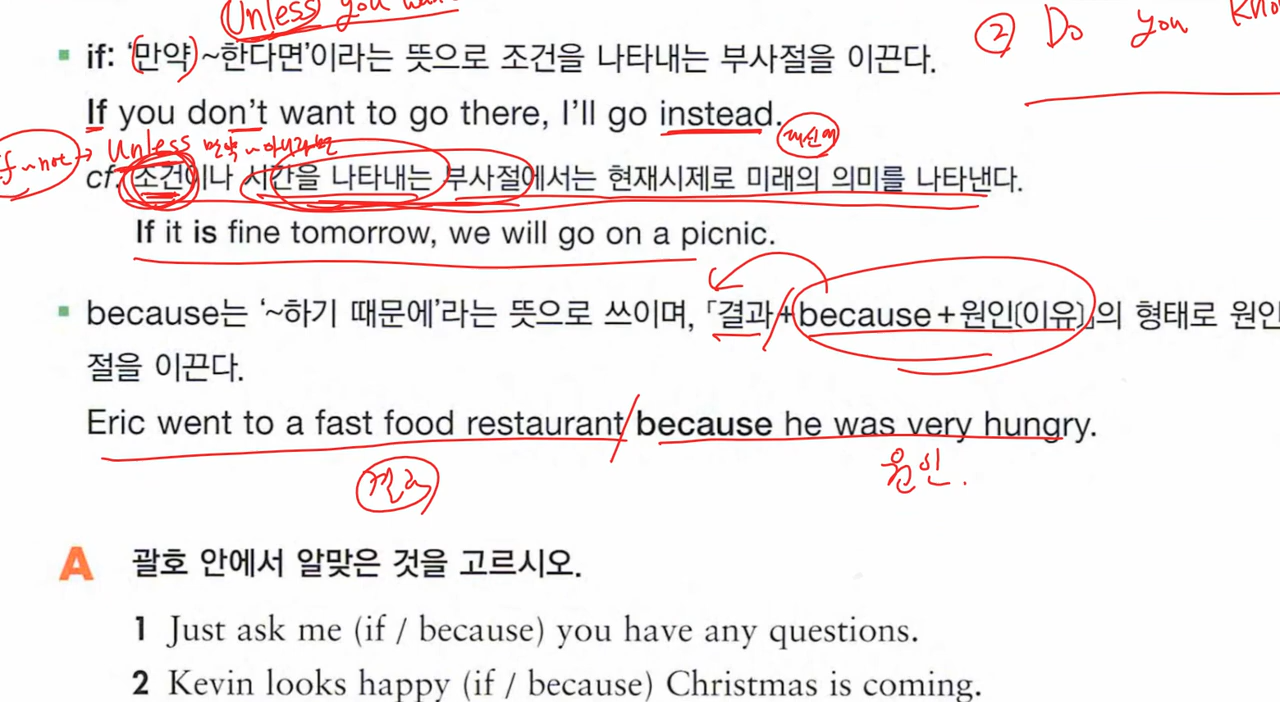 Unless you wan
② Do you Kno
▪ if: ‘만약 ~한다면’이라는 뜻으로 조건을 나타내는 부사절을 이끈다.
If you don’t want to go there, I’ll go instead.
대신에
if ~ not → Unless 만약 ~ 아니라면
cf. 조건이나 시간을 나타내는 부사절에서는 현재시제로 미래의 의미를 나타낸다.
If it is fine tomorrow, we will go on a picnic.
▪ because는 ‘~하기 때문에’라는 뜻으로 쓰이며, 「결과+because+원인(이유)」의 형태로 원인
절을 이끈다.
Eric went to a fast food restaurant/because he was very hungry.
결과 원인.
A 괄호 안에서 알맞은 것을 고르시오.
1 Just ask me (if / because) you have any questions.
2 Kevin looks happy (if / because) Christmas is coming.